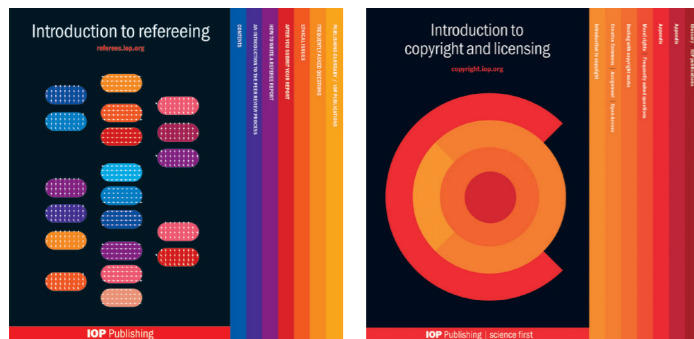 Introduction to refereeing
referees.iop.org
CONTENTS
AN INTRODUCTION TO THE PEER REVIEW PROCESS
HOW TO WRITE A REFEREE REPORT
AFTER YOU SUBMIT YOUR REPORT
ETHICAL ISSUES
FREQUENTLY ASKED QUESTIONS
PUBLISHING GLOSSARY / IOP PUBLICATIONS
IOP Publishing
Introduction to
copyright and licensing
copyright.iop.org
Introduction to copyright
Creative Commons Assignment Open Access
Dealing with copyright
Moral rights Frequently asked questions
Appendix
Appendix
IOP Publishing | science first